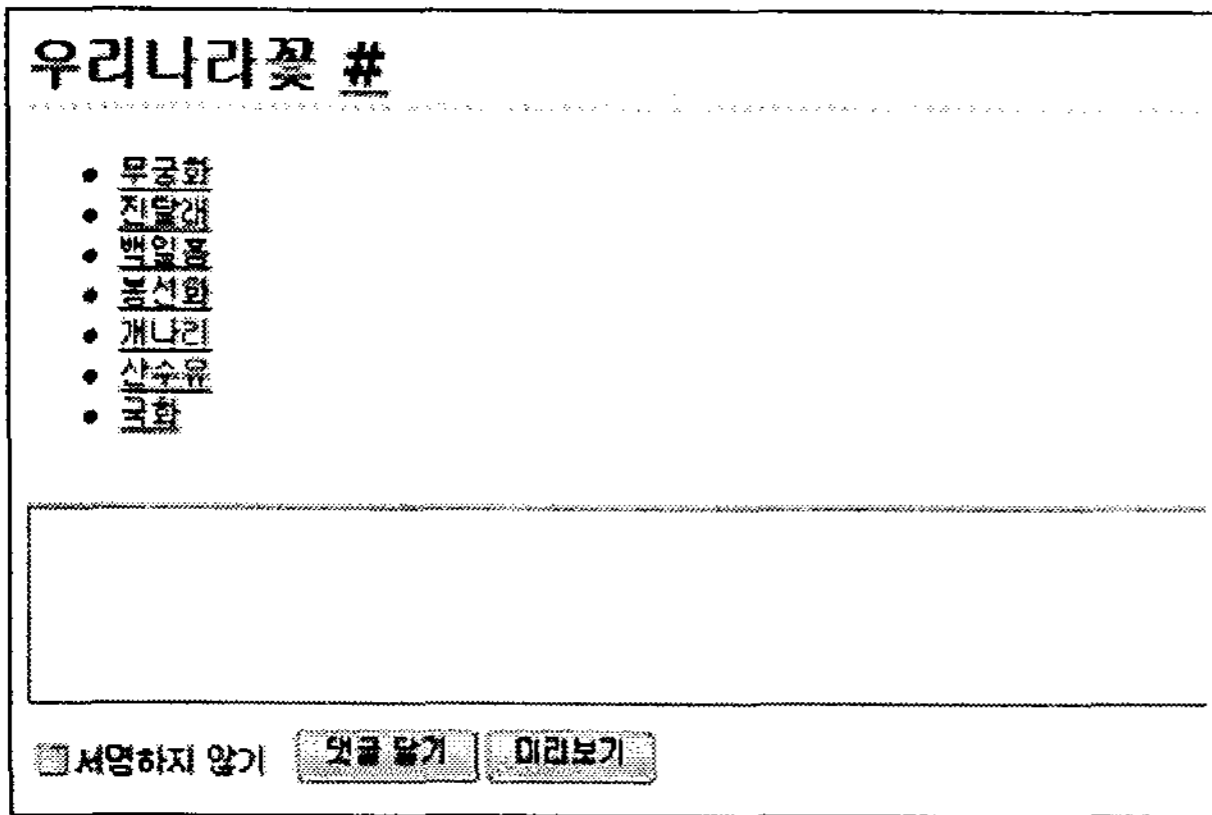 우리나라꽃 #
무궁화
진달래
백일홍
봉선화
개나리
산수유
국화
서명하지 않기 댓글 달기 미리보기